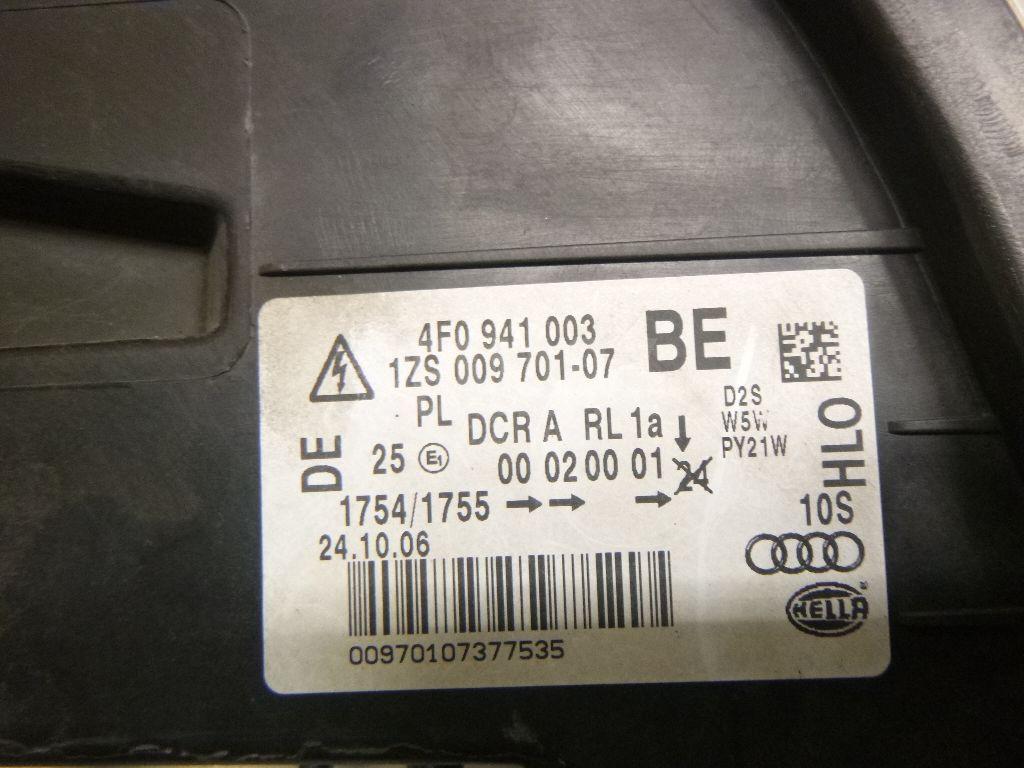 4F0 941 003
1ZS 009 701-07
BE
PL
DCR A RL 1a
D2S
W5W
PY21W
DE
25 E1
00 02 00 01 24
HLO
1754/1755
10S
24.10.06
HELLA
00970107377535